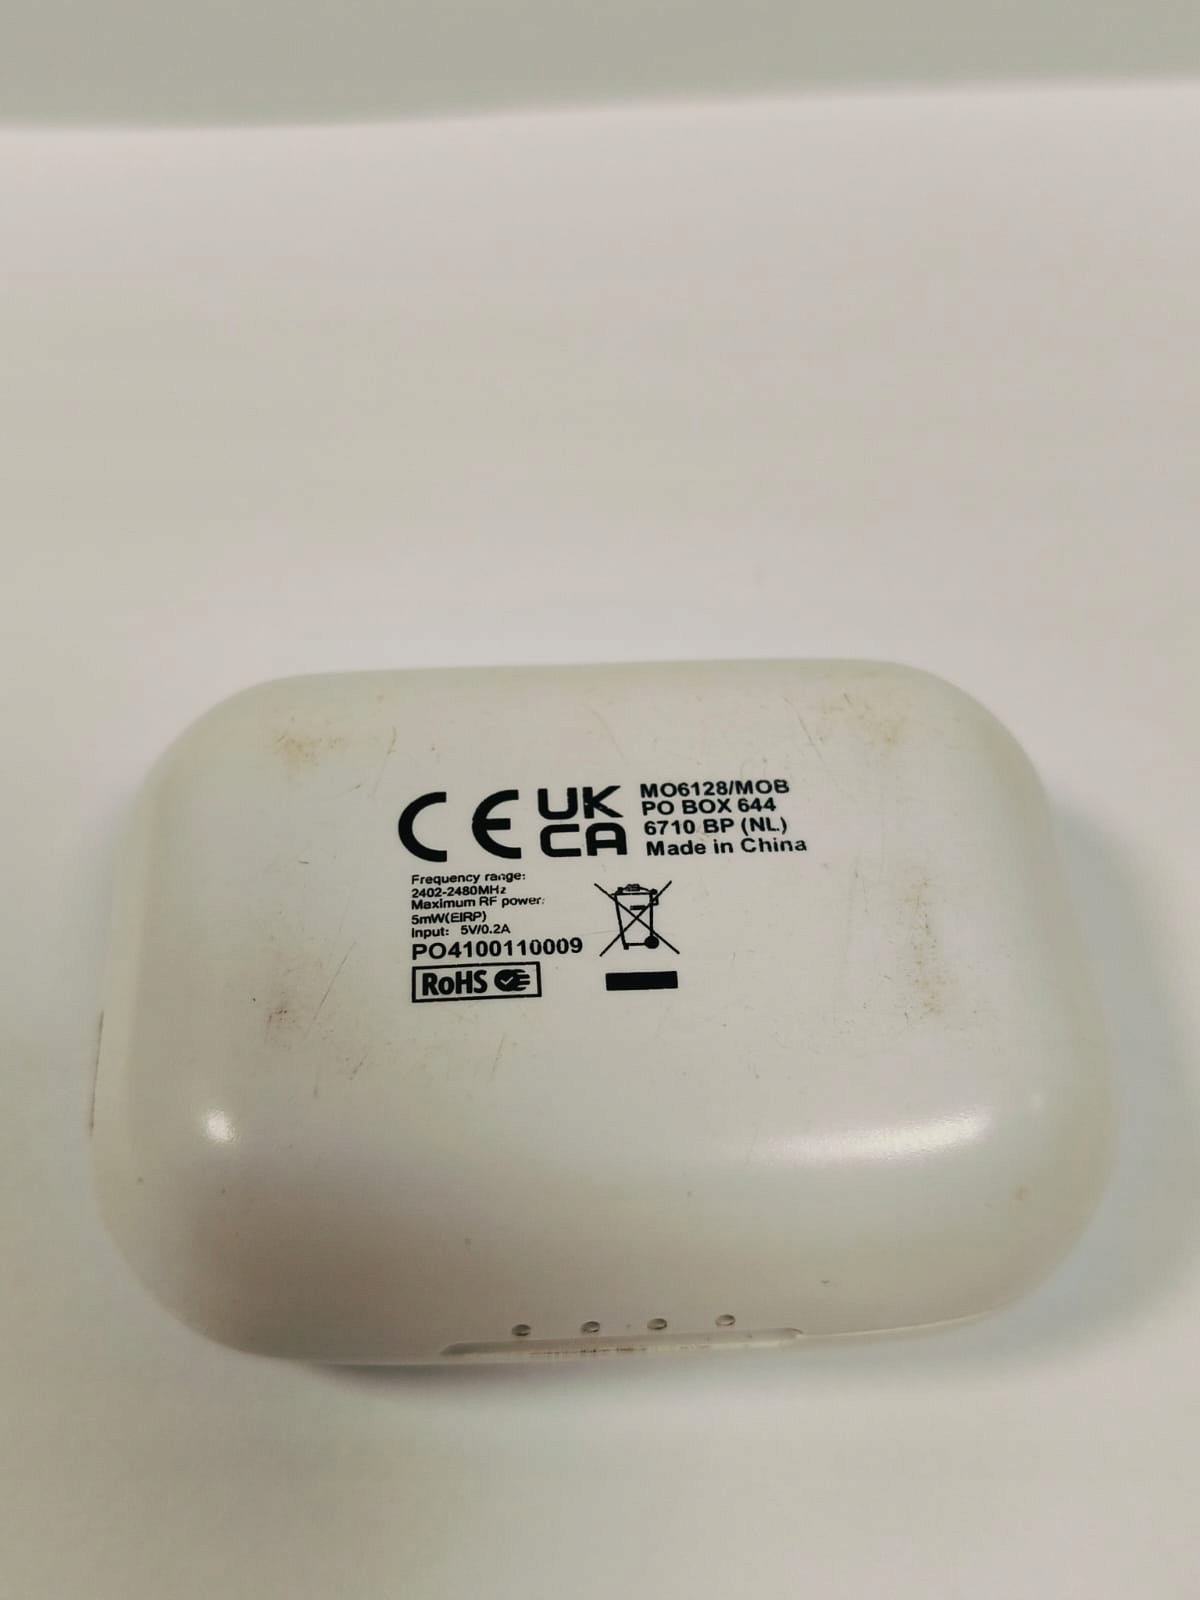 CE UK
CA
MO6128/MOB
PO BOX 644
6710 BP (NL)
Made in China
Frequency range:
2402-2480MHz
Maximum RF power:
5mW(EIRP)
Input: 5V/0.2A
PO4100110009
RoHS